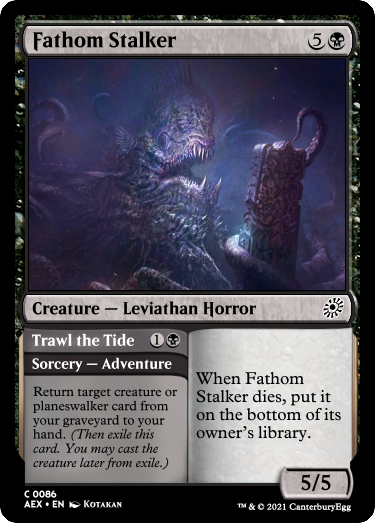 Fathom Stalker 5
Creature — Leviathan Horror
Trawl the Tide 1
Sorcery — Adventure
Return target creature or
planeswalker card from
your graveyard to your
hand. (Then exile this
card. You may cast the
creature later from exile.)
When Fathom
Stalker dies, put it
on the bottom of its
owner's library.
5/5
C 0086
AEX • EN Kotakan
™ & © 2021 CanterburyEgg